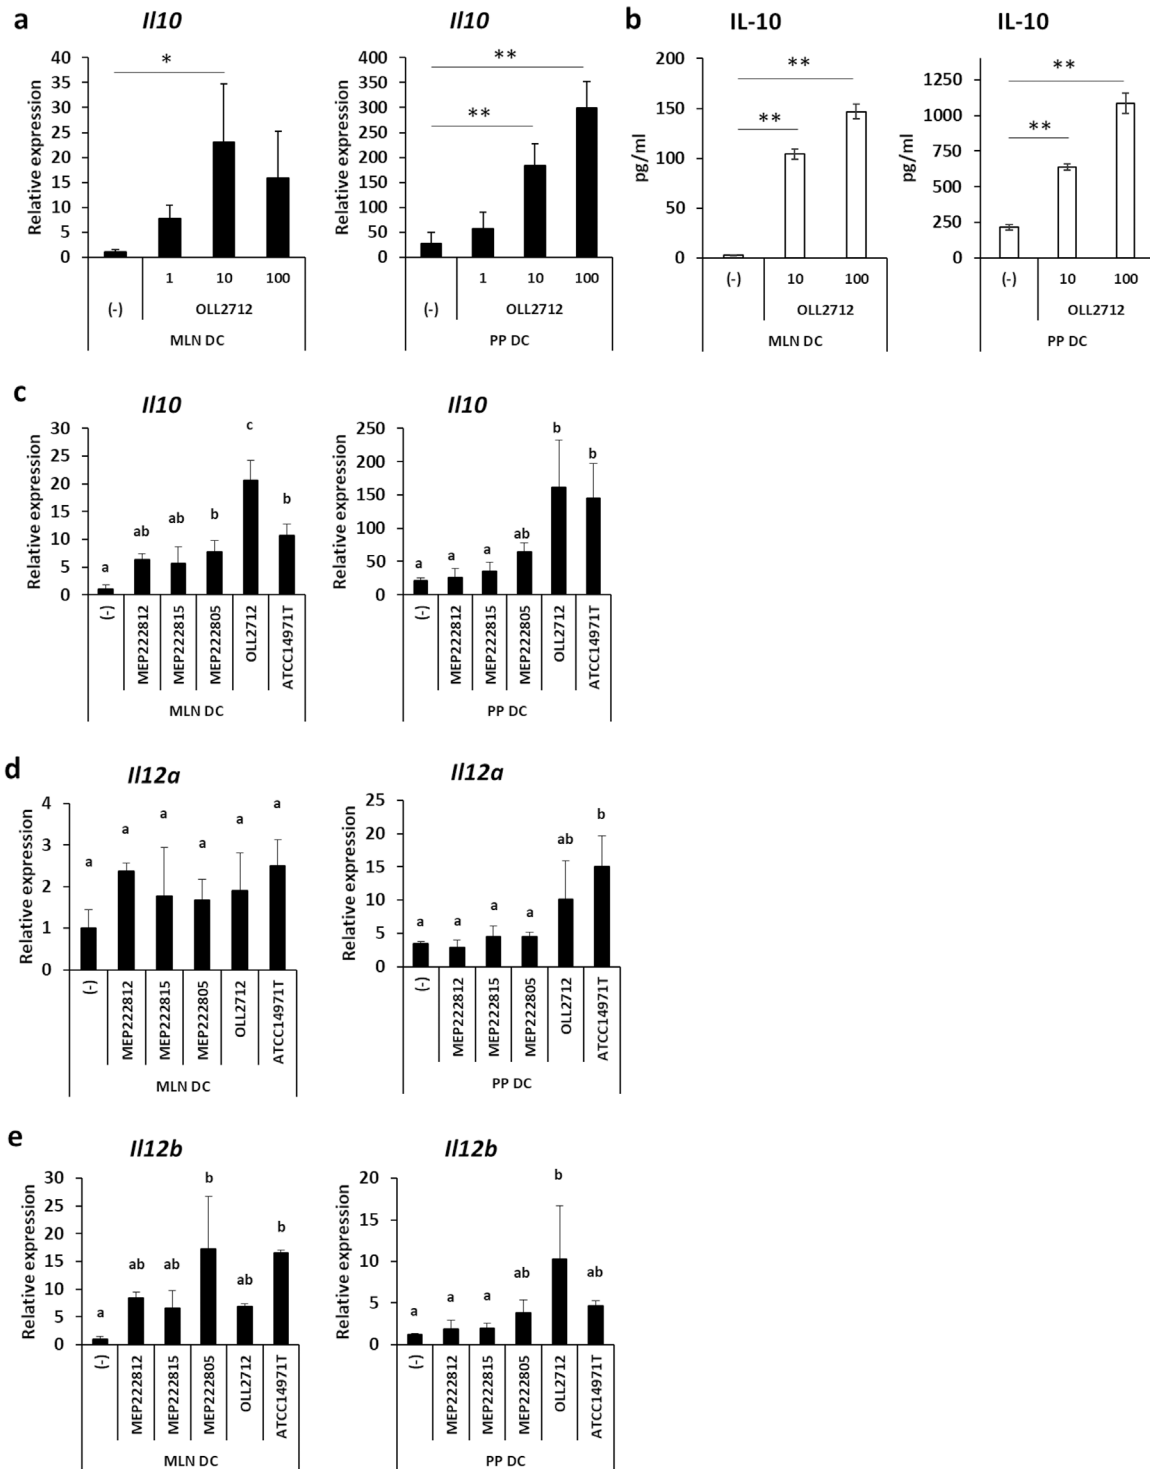 a
Il10
Relative expression
40
35
30
25
20
15
10
5
0
*
1
10
100
(-)
OLL2712
MLN DC
Il10
Relative expression
400
350
300
250
200
150
100
50
0
**
**
1
10
100
(-)
OLL2712
PP DC
b
IL-10
pg/ml
200
150
100
50
0
**
**
(-)
10
100
OLL2712
MLN DC
IL-10
pg/ml
1250
1000
750
500
250
0
**
**
(-)
10
100
OLL2712
PP DC
c
Il10
Relative expression
30
25
20
15
10
5
0
a
ab
ab
b
c
b
(-)
MEP222812
MEP222815
MEP222805
OLL2712
ATCC14971T
MLN DC
Il10
Relative expression
250
200
150
100
50
0
a
a
a
ab
b
b
(-)
MEP222812
MEP222815
MEP222805
OLL2712
ATCC14971T
PP DC
d
Il12a
Relative expression
4
3
2
1
0
a
a
a
a
a
a
(-)
MEP222812
MEP222815
MEP222805
OLL2712
ATCC14971T
MLN DC
Il12a
Relative expression
25
20
15
10
5
0
a
a
a
a
ab
b
(-)
MEP222812
MEP222815
MEP222805
OLL2712
ATCC14971T
PP DC
e
Il12b
Relative expression
30
25
20
15
10
5
0
a
ab
ab
b
ab
b
(-)
MEP222812
MEP222815
MEP222805
OLL2712
ATCC14971T
MLN DC
Il12b
Relative expression
20
15
10
5
0
a
a
a
ab
b
ab
(-)
MEP222812
MEP222815
MEP222805
OLL2712
ATCC14971T
PP DC